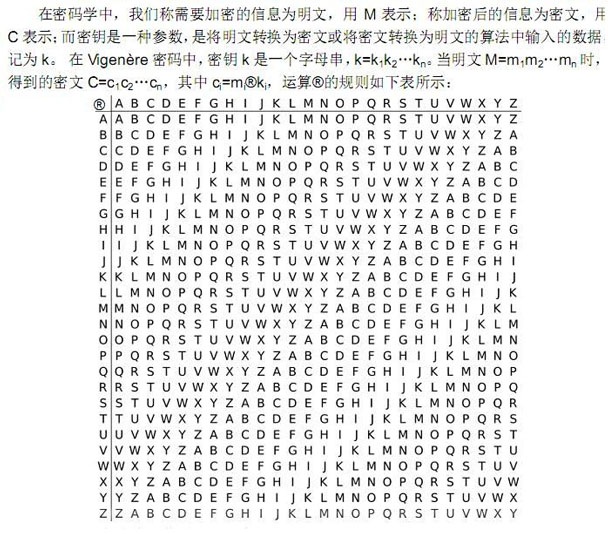 在密码学中，我们称需要加密的信息为明文，用 M 表示；称加密后的信息为密文，用
C 表示；而密钥是一种参数，是将明文转换为密文或将密文转换为明文的算法中输入的数据，
记为 k。 在 Vigenère 密码中，密钥 k 是一个字母串，k=k₁k₂…kₙ。当明文 M=m₁m₂…mₙ 时，
得到的密文 C=c₁c₂…cₙ，其中 cᵢ=mᵢ®kᵢ，运算®的规则如下表所示：
® A B C D E F G H I J K L M N O P Q R S T U V W X Y Z
A A B C D E F G H I J K L M N O P Q R S T U V W X Y Z
B B C D E F G H I J K L M N O P Q R S T U V W X Y Z A
C C D E F G H I J K L M N O P Q R S T U V W X Y Z A B
D D E F G H I J K L M N O P Q R S T U V W X Y Z A B C
E E F G H I J K L M N O P Q R S T U V W X Y Z A B C D
F F G H I J K L M N O P Q R S T U V W X Y Z A B C D E
G G H I J K L M N O P Q R S T U V W X Y Z A B C D E F
H H I J K L M N O P Q R S T U V W X Y Z A B C D E F G
I I J K L M N O P Q R S T U V W X Y Z A B C D E F G H
J J K L M N O P Q R S T U V W X Y Z A B C D E F G H I
K K L M N O P Q R S T U V W X Y Z A B C D E F G H I J
L L M N O P Q R S T U V W X Y Z A B C D E F G H I J K
M M N O P Q R S T U V W X Y Z A B C D E F G H I J K L
N N O P Q R S T U V W X Y Z A B C D E F G H I J K L M
O O P Q R S T U V W X Y Z A B C D E F G H I J K L M N
P P Q R S T U V W X Y Z A B C D E F G H I J K L M N O
Q Q R S T U V W X Y Z A B C D E F G H I J K L M N O P
R R S T U V W X Y Z A B C D E F G H I J K L M N O P Q
S S T U V W X Y Z A B C D E F G H I J K L M N O P Q R
T T U V W X Y Z A B C D E F G H I J K L M N O P Q R S
U U V W X Y Z A B C D E F G H I J K L M N O P Q R S T
V V W X Y Z A B C D E F G H I J K L M N O P Q R S T U
W W X Y Z A B C D E F G H I J K L M N O P Q R S T U V
X X Y Z A B C D E F G H I J K L M N O P Q R S T U V W
Y Y Z A B C D E F G H I J K L M N O P Q R S T U V W X
Z Z A B C D E F G H I J K L M N O P Q R S T U V W X Y